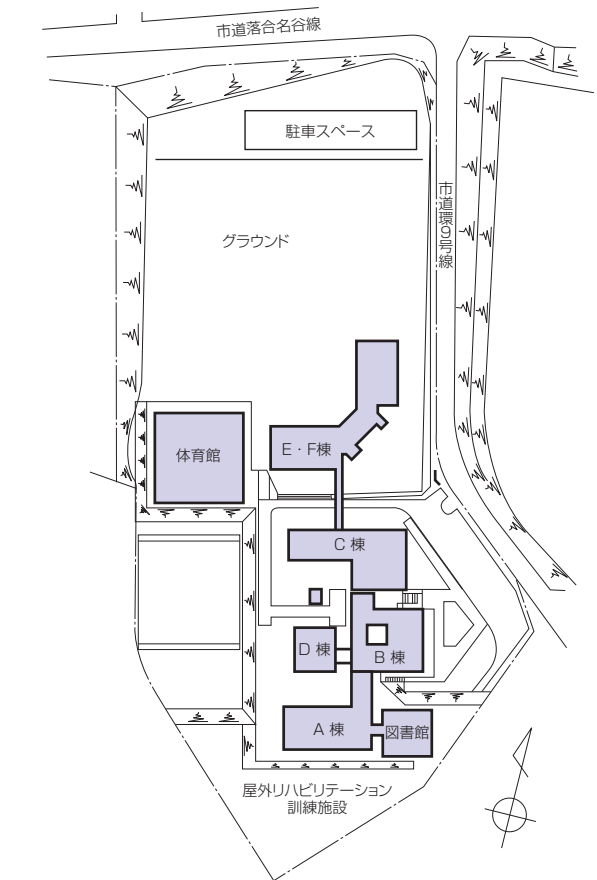 市道落合名谷線
駐車スペース
市道環9号線
グラウンド
体育館
E・F棟
C 棟
D 棟
B 棟
A 棟
図書館
屋外リハビリテーション
訓練施設